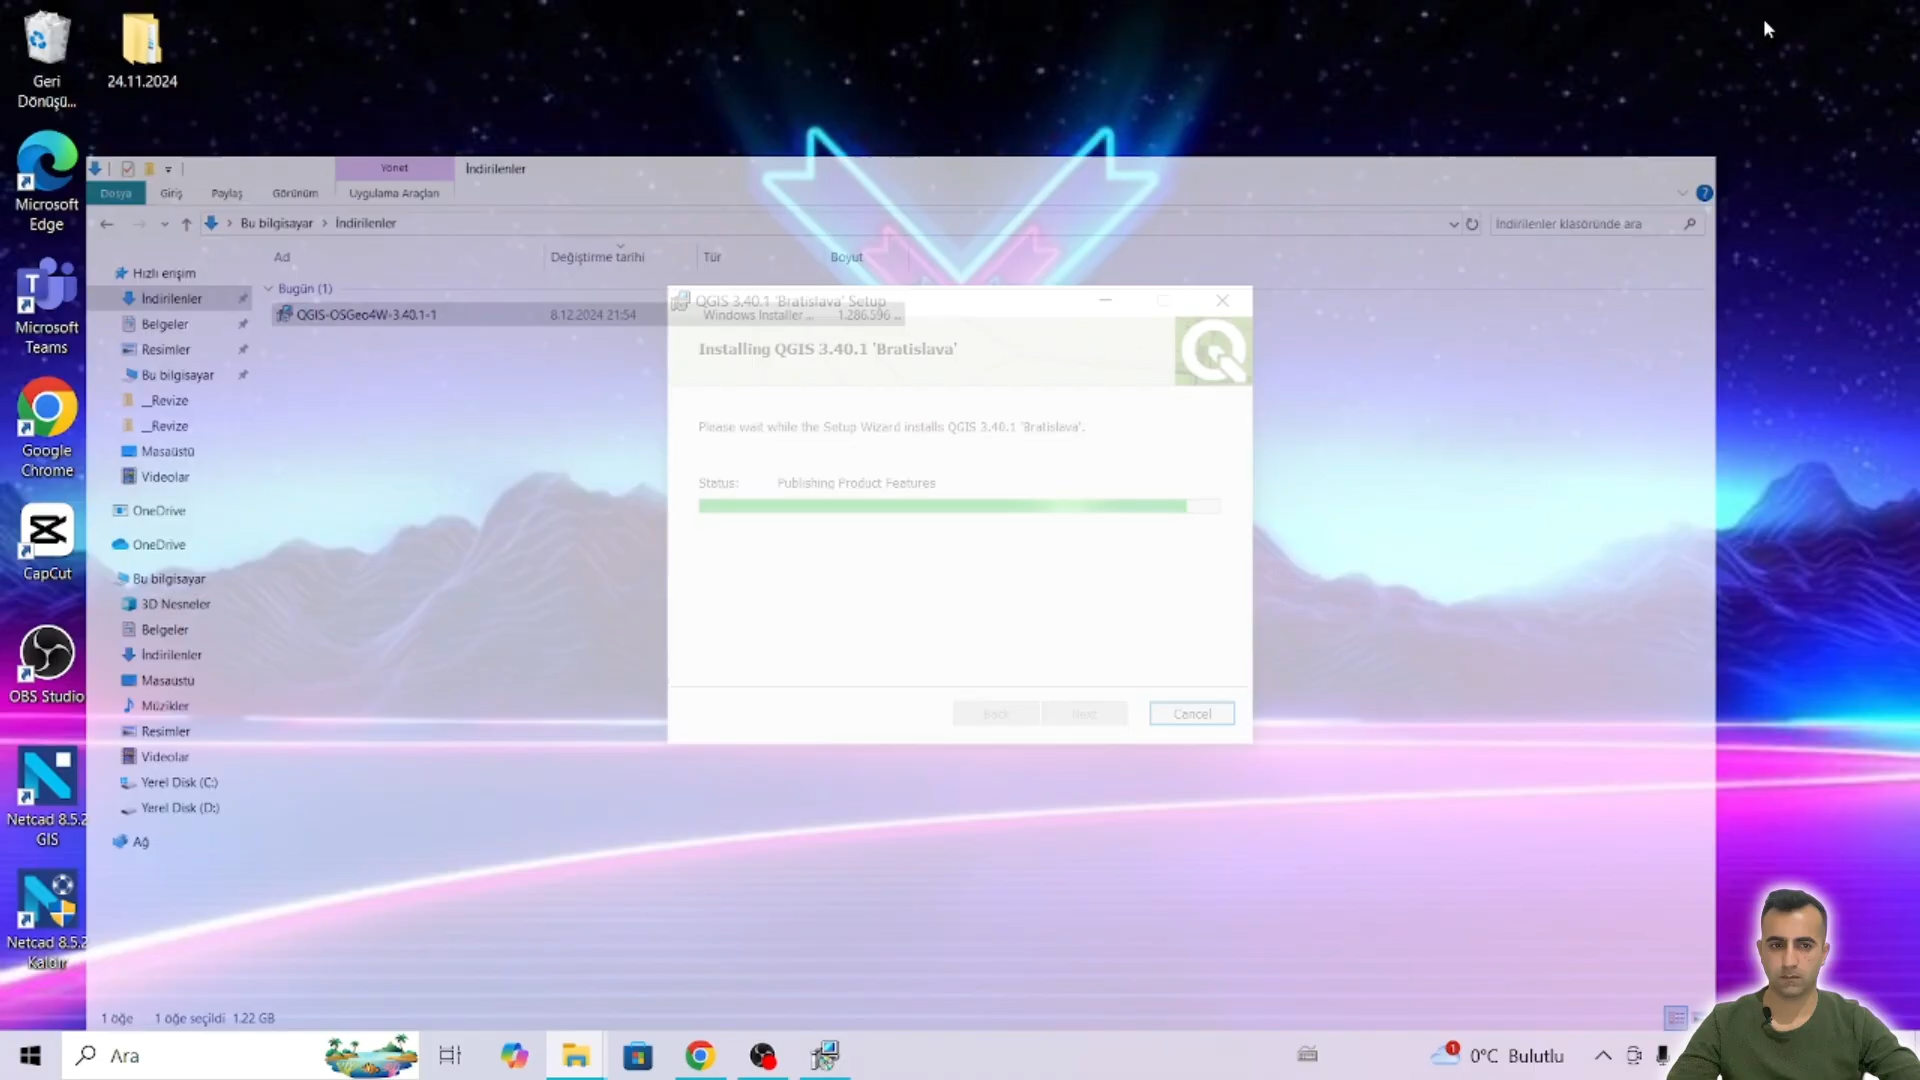 Geri
Dönüşü...
24.11.2024
Microsoft
Edge
Microsoft
Teams
Google
Chrome
CapCut
OBS Studio
Netcad 8.5.2
GIS
Netcad 8.5.2
Kaldır
Yönet
İndirilenler
Dosya
Giriş
Paylaş
Görünüm
Uygulama Araçları
Bu bilgisayar
İndirilenler
İndirilenler klasöründe ara
Ad
Değiştirme tarihi
Tür
Boyut
Bugün (1)
QGIS-OSGeo4W-3.40.1-1
8.12.2024 21:54
Windows Installer ...
1.286.596 ...
Hızlı erişim
İndirilenler
Belgeler
Resimler
Bu bilgisayar
__Revize
__Revize
Masaüstü
Videolar
OneDrive
OneDrive
Bu bilgisayar
3D Nesneler
Belgeler
İndirilenler
Masaüstü
Müzikler
Resimler
Videolar
Yerel Disk (C:)
Yerel Disk (D:)
Ağ
1 öğe
1 öğe seçildi 1.22 GB
QGIS 3.40.1 'Bratislava' Setup
Installing QGIS 3.40.1 'Bratislava'
Please wait while the Setup Wizard installs QGIS 3.40.1 'Bratislava'.
Status:
Publishing Product Features
Back
Next
Cancel
Ara
1
0°C Bulutlu